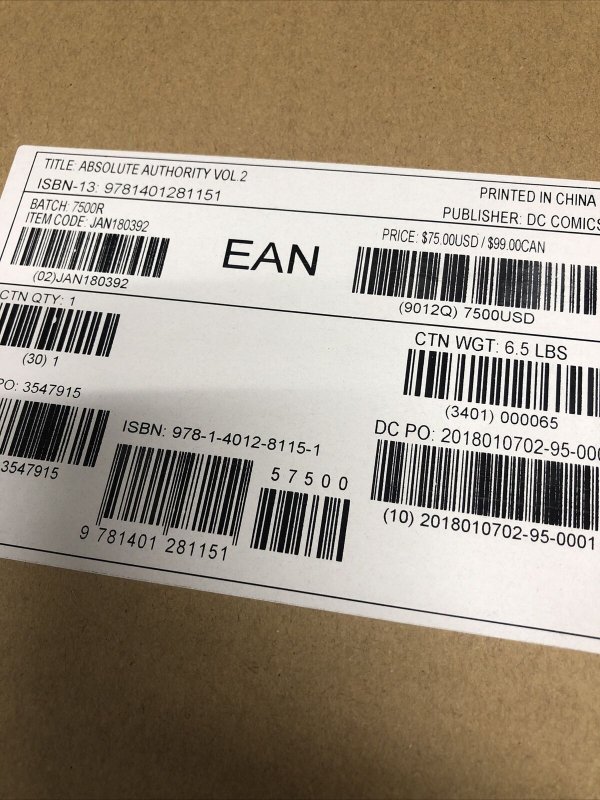 TITLE: ABSOLUTE AUTHORITY VOL.2
ISBN-13: 9781401281151
PRINTED IN CHINA
PUBLISHER: DC COMICS
BATCH: 7500R
ITEM CODE: JAN180392
(02)JAN180392
EAN
PRICE: $75.00USD / $99.00CAN
(9012Q) 7500USD
CTN QTY: 1
(30) 1
CTN WGT: 6.5 LBS
(3401) 000065
PO: 3547915
3547915
ISBN: 978-1-4012-8115-1
57500
9 781401 281151
DC PO: 2018010702-95-000
(10) 2018010702-95-0001